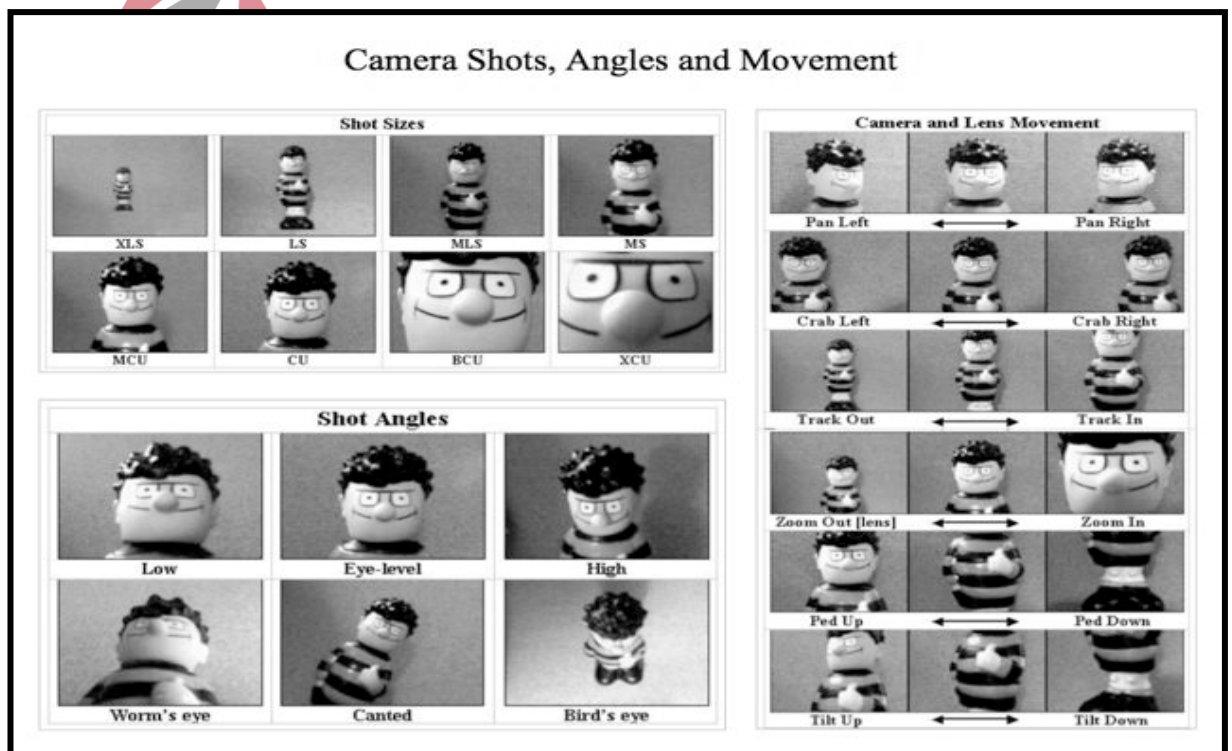 Camera Shots, Angles and Movement
Shot Sizes
XLS LS MLS MS
MCU CU BCU XCU
Shot Angles
Low Eye-level High
Worm's eye Canted Bird's eye
Camera and Lens Movement
Pan Left Pan Right
Crab Left Crab Right
Track Out Track In
Zoom Out [lens] Zoom In
Ped Up Ped Down
Tilt Up Tilt Down